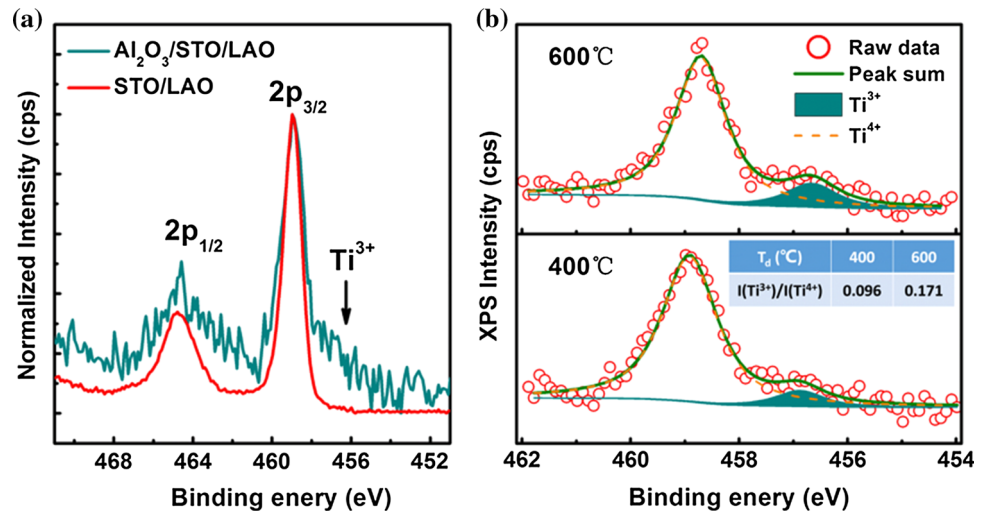 (a)
Al₂O₃/STO/LAO
STO/LAO
2p₃/₂
2p₁/₂
Ti³⁺
Normalized Intensity (cps)
468 464 460 456 452
Binding enery (eV)
(b)
600℃
Raw data
Peak sum
Ti³⁺
Ti⁴⁺
400℃
T_d (℃) 400 600
I(Ti³⁺)/I(Ti⁴⁺) 0.096 0.171
XPS Intensity (cps)
462 460 458 456 454
Binding enery (eV)